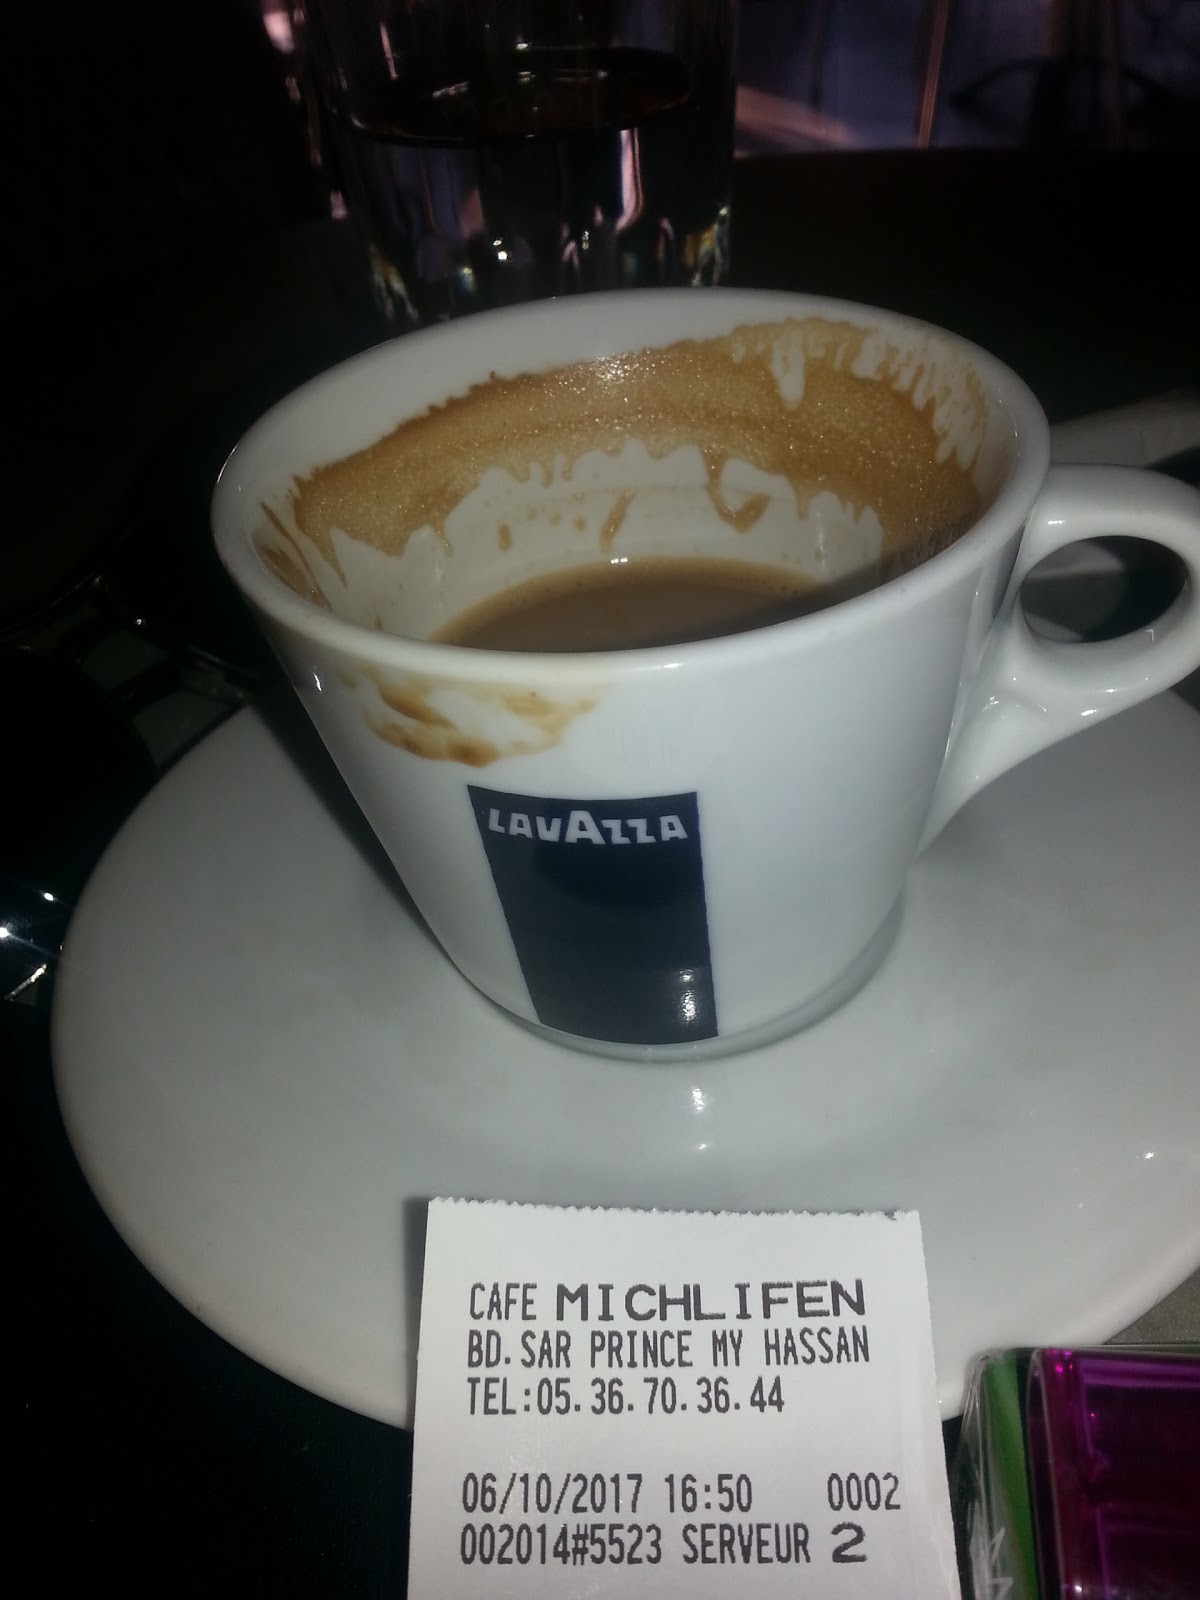 LAVAZZA
CAFE MICHLIFEN
BD.SAR PRINCE MY HASSAN
TEL:05.36.70.36.44
06/10/2017 16:50 0002
002014#5523 SERVEUR 2